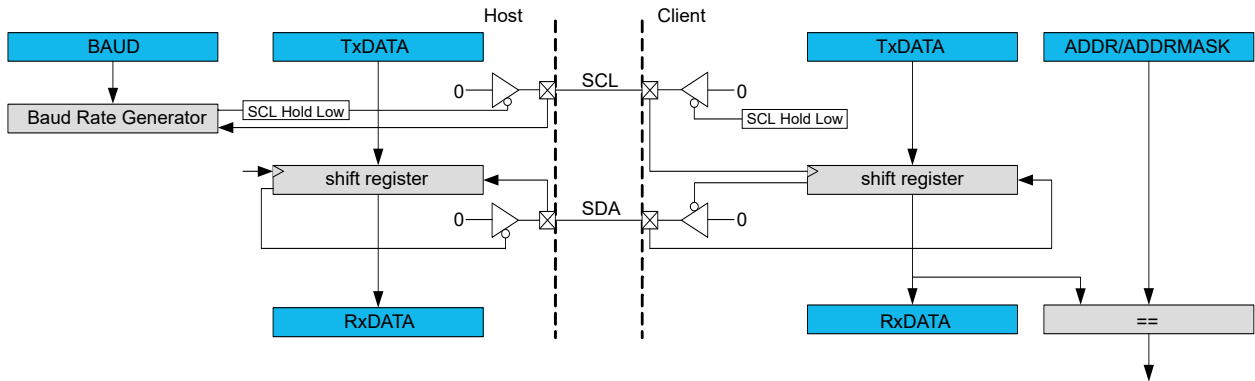 Host
Client
BAUD
TxDATA
TxDATA
ADDR/ADDRMASK
SCL
0
0
SCL Hold Low
SCL Hold Low
Baud Rate Generator
shift register
shift register
SDA
0
0
RxDATA
RxDATA
==